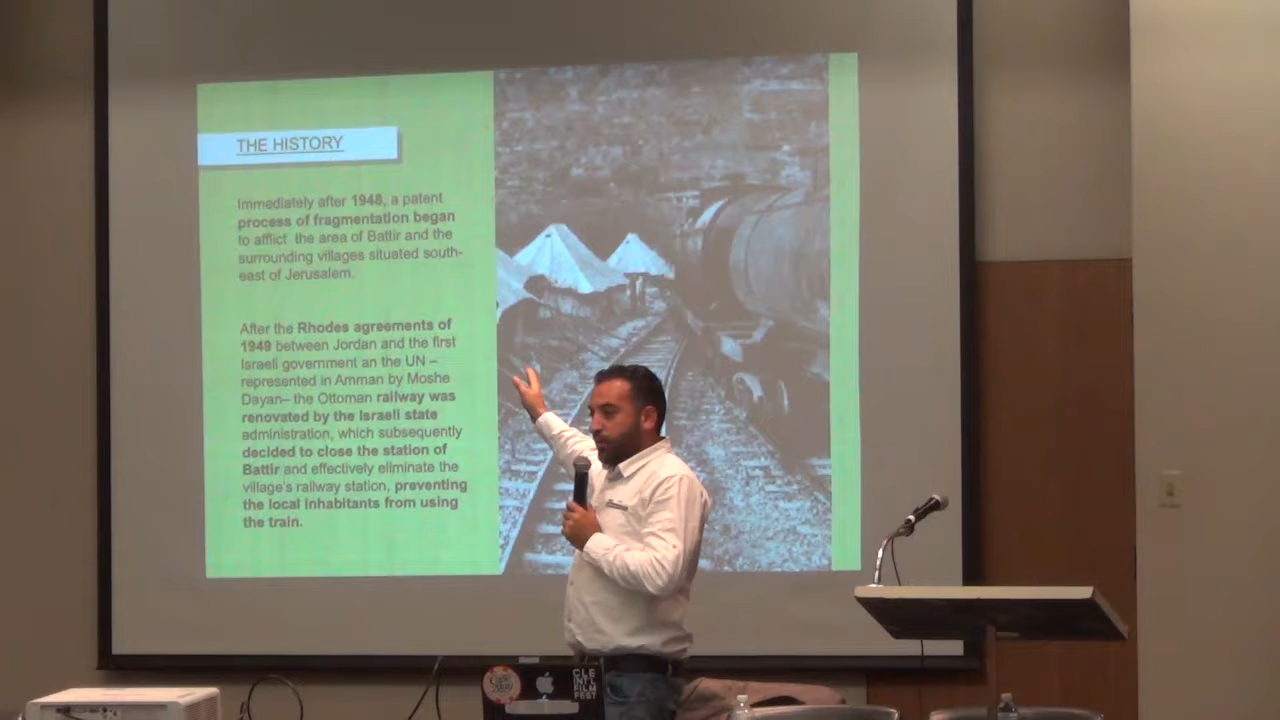 THE HISTORY
Immediately after 1948, a patent
process of fragmentation began
to afflict the area of Battir and the
surrounding villages situated south-
east of Jerusalem.
After the Rhodes agreements of
1949 between Jordan and the first
Israeli government an the UN –
represented in Amman by Moshe
Dayan– the Ottoman railway was
renovated by the Israeli state
administration, which subsequently
decided to close the station of
Battir and effectively eliminate the
village's railway station, preventing
the local inhabitants from using
the train.
CLE
INT'L
FILM
FEST